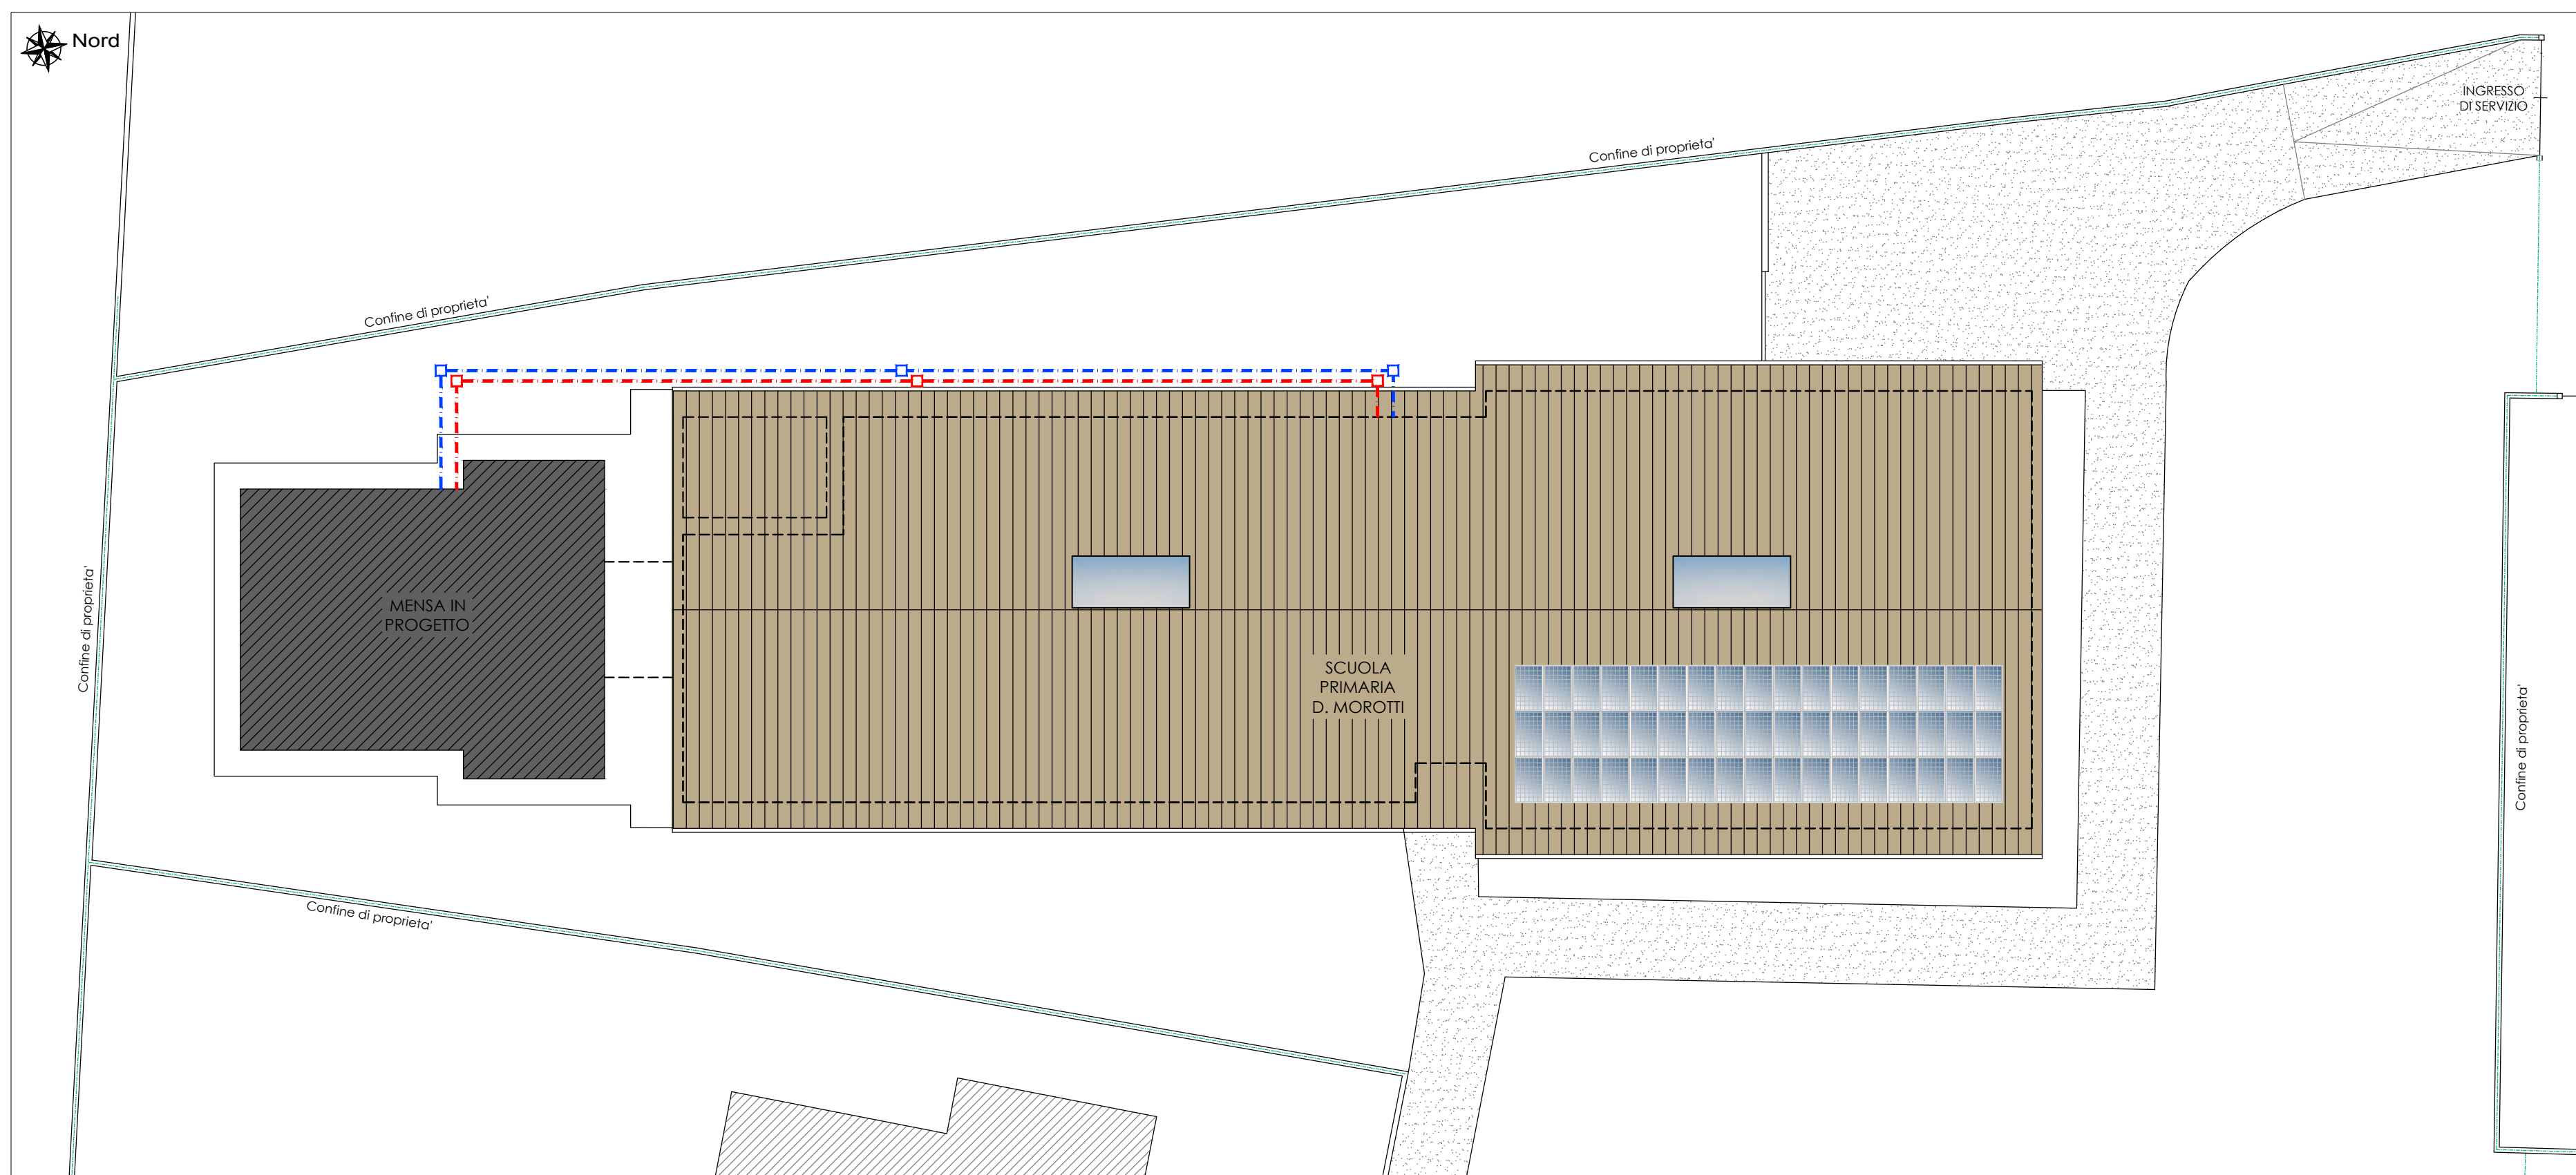 Nord
INGRESSO
DI SERVIZIO
Confine di proprieta'
Confine di proprieta'
Confine di proprieta'
MENSA IN
PROGETTO
SCUOLA
PRIMARIA
D. MOROTTI
Confine di proprieta'
Confine di proprieta'